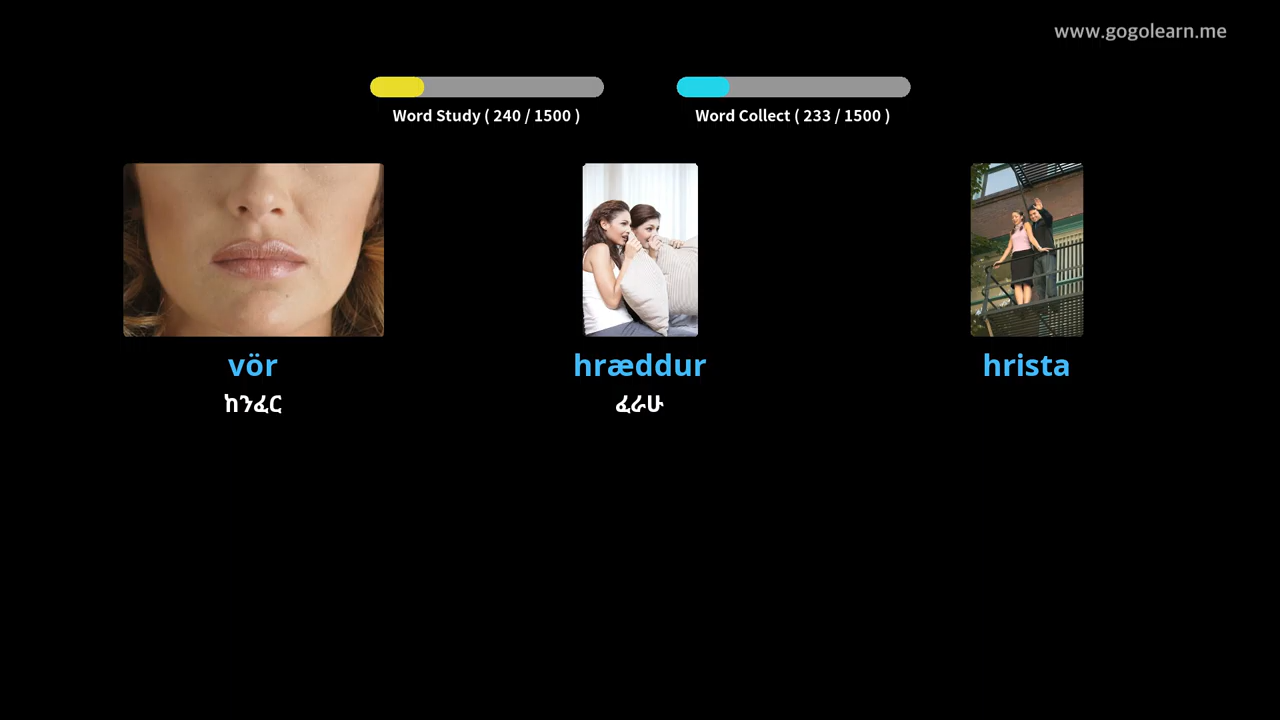 www.gogolearn.me
Word Study ( 240 / 1500 )
Word Collect ( 233 / 1500 )
vör
hræddur
hrista
ከንፈር
ፈራሁ